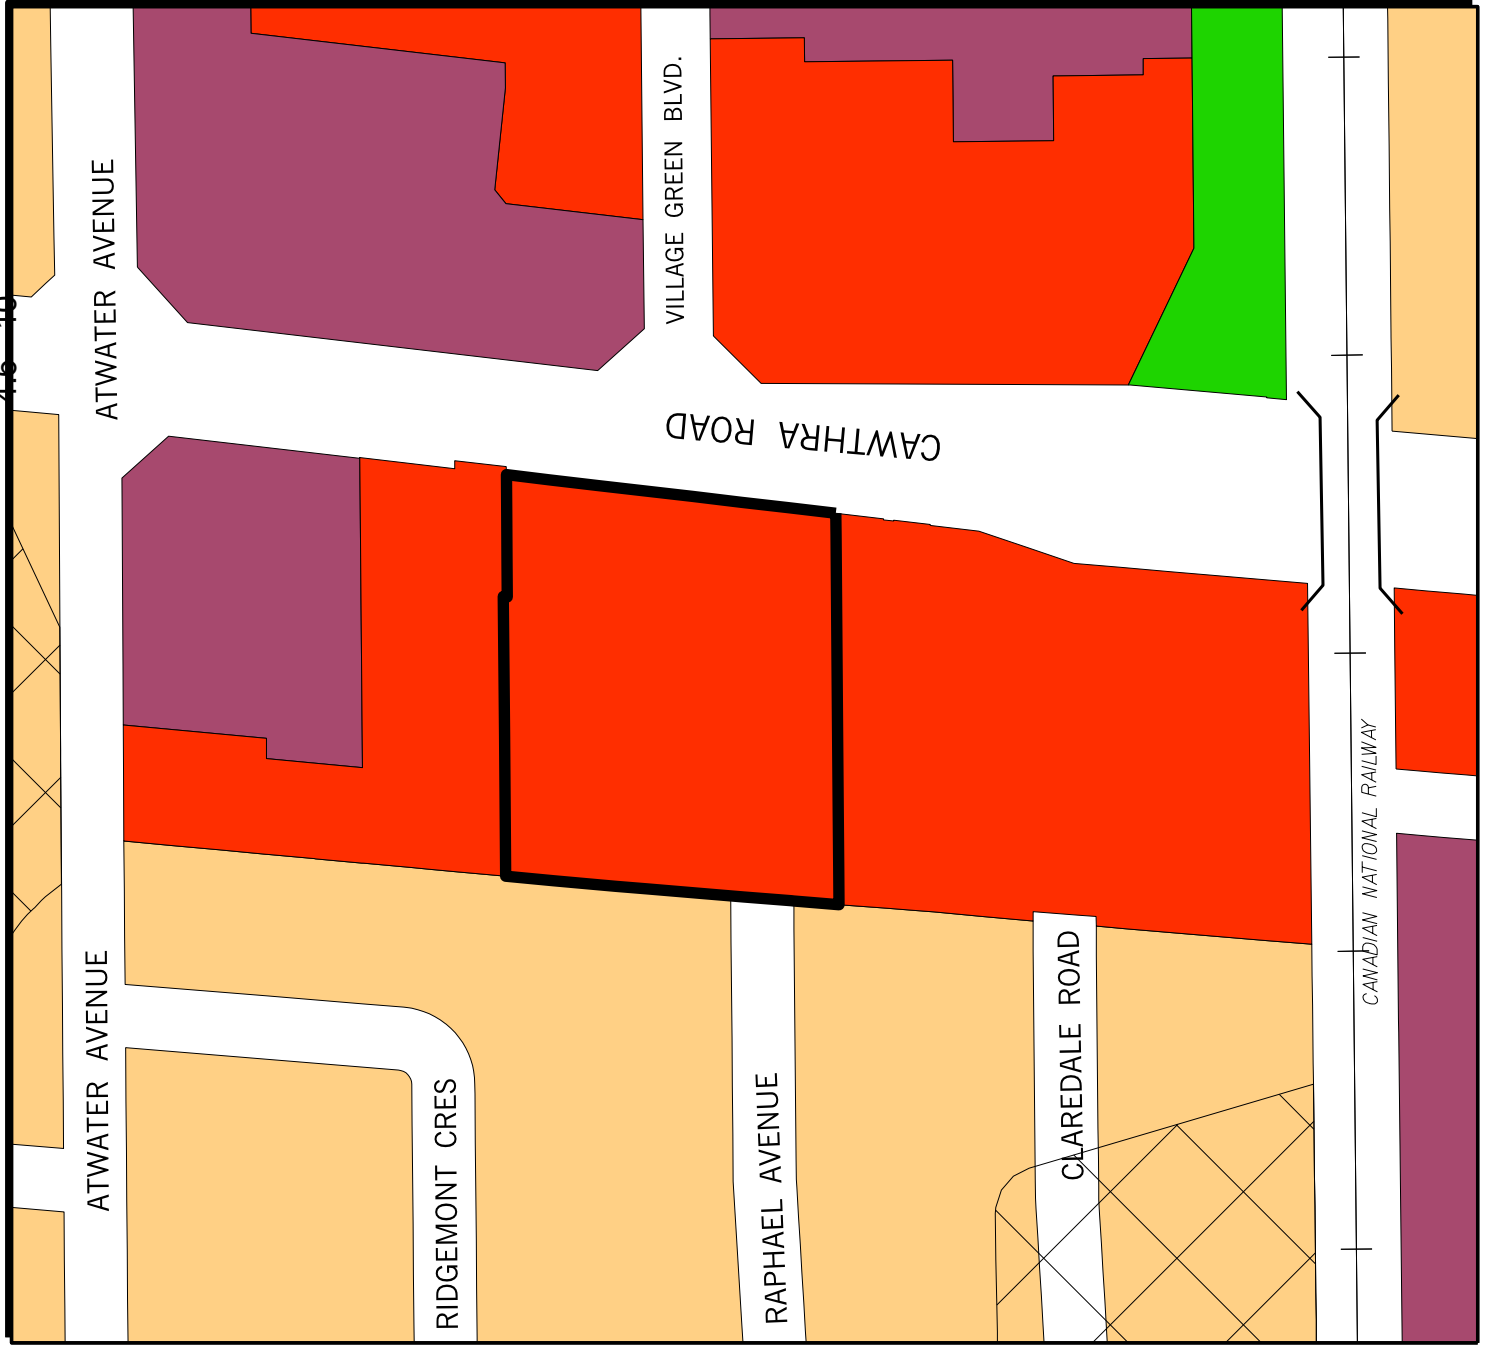 ATWATER AVENUE
VILLAGE GREEN BLVD.
CAWTHRA ROAD
CANADIAN NATIONAL RAILWAY
ATWATER AVENUE
RIDGEMONT CRES
RAPHAEL AVENUE
CLAREDALE ROAD